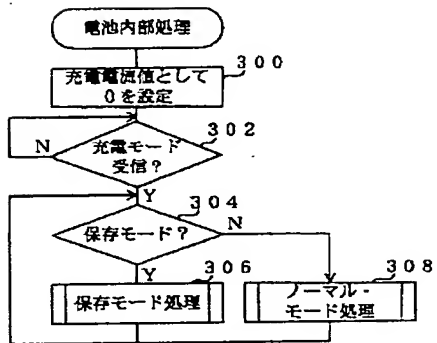 電池内部処理
300
充電電流値として
0を設定
302
充電モード
受信?
N
Y
304
保存モード?
N
Y
306
308
保存モード処理
ノーマル・
モード処理